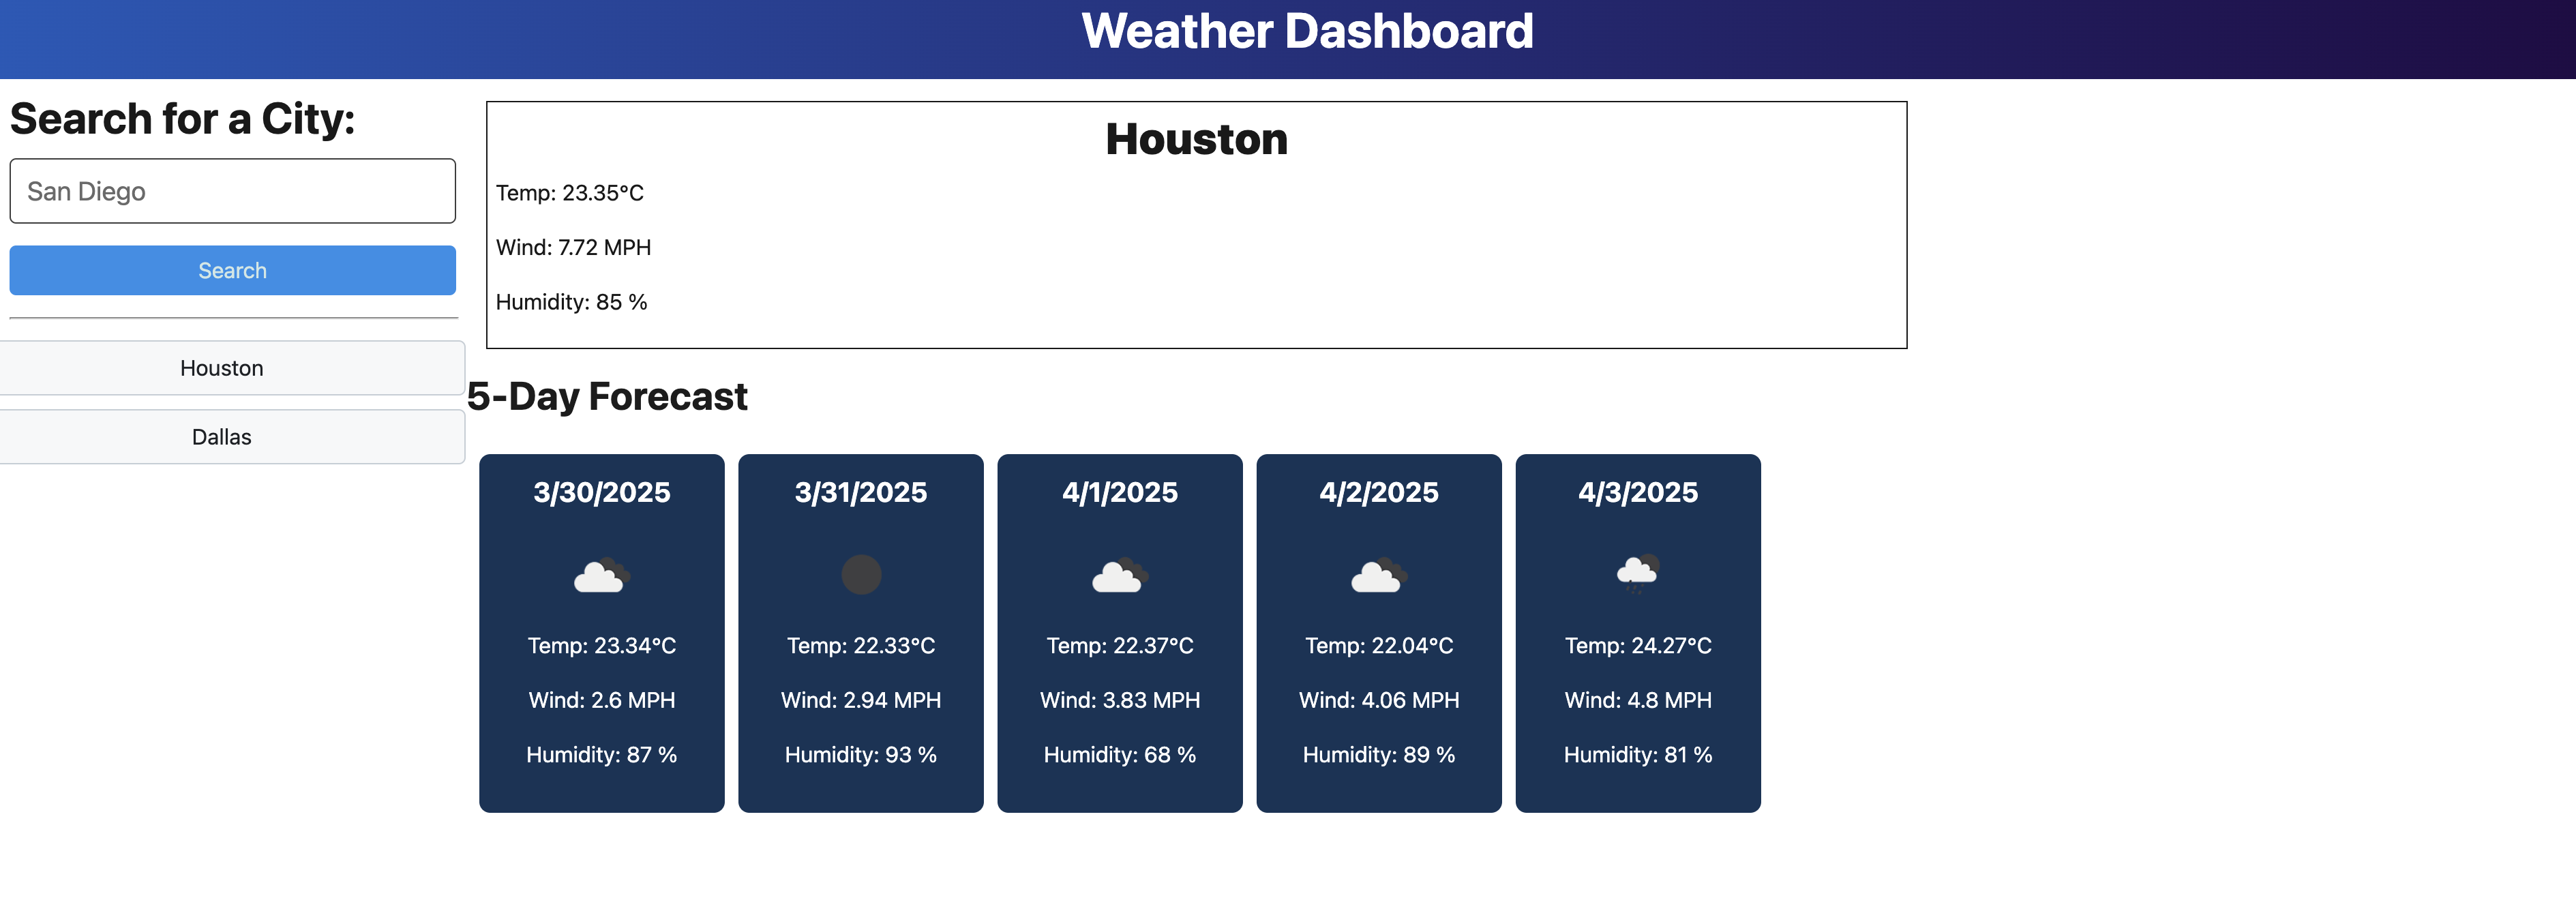 Weather Dashboard
Search for a City:
San Diego
Search
Houston
Dallas
Houston
Temp: 23.35°C
Wind: 7.72 MPH
Humidity: 85 %
5-Day Forecast
3/30/2025
Temp: 23.34°C
Wind: 2.6 MPH
Humidity: 87 %
3/31/2025
Temp: 22.33°C
Wind: 2.94 MPH
Humidity: 93 %
4/1/2025
Temp: 22.37°C
Wind: 3.83 MPH
Humidity: 68 %
4/2/2025
Temp: 22.04°C
Wind: 4.06 MPH
Humidity: 89 %
4/3/2025
Temp: 24.27°C
Wind: 4.8 MPH
Humidity: 81 %